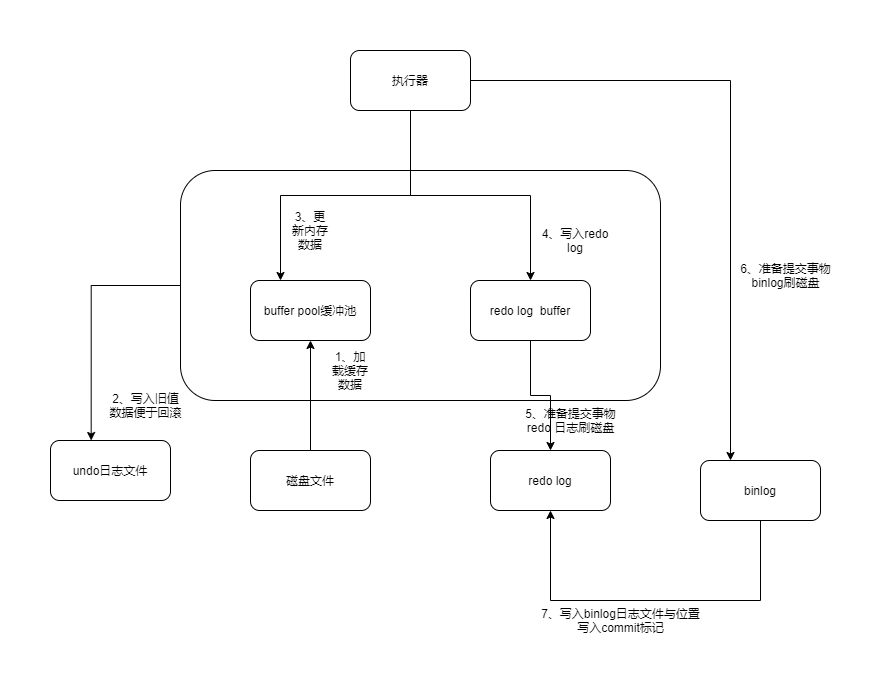 执行器
3、更
新内存
数据
4、写入redo
log
6、准备提交事物
binlog刷磁盘
buffer pool缓冲池
redo log  buffer
1、加
载缓存
数据
2、写入旧值
数据便于回滚
5、准备提交事物
redo 日志刷磁盘
undo日志文件
磁盘文件
redo log
binlog
7、写入binlog日志文件与位置
写入commit标记